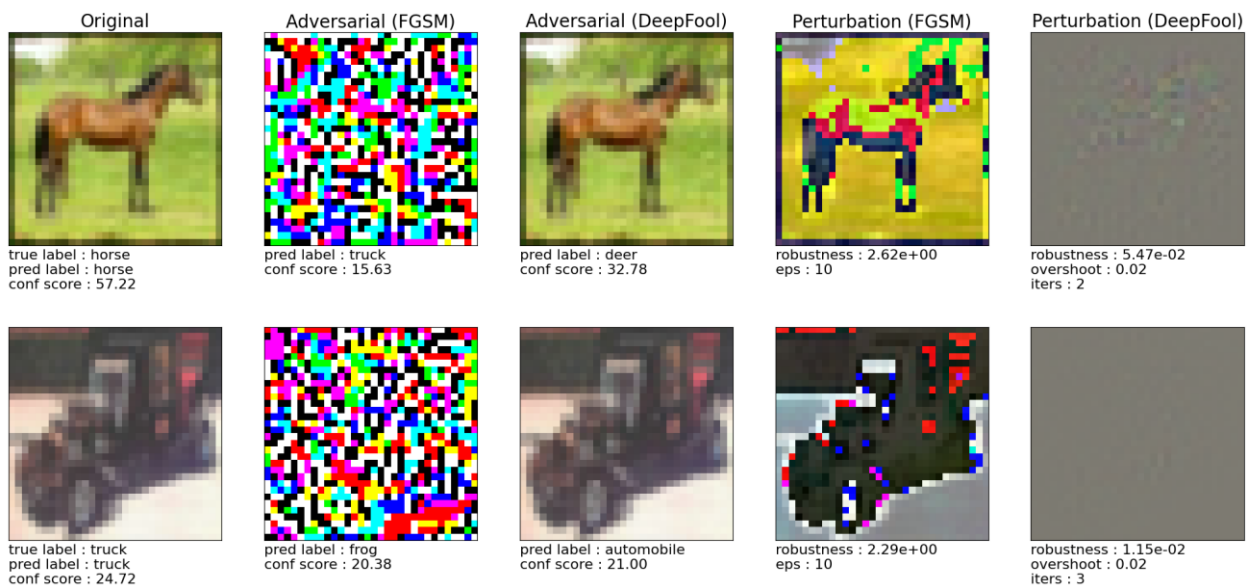 Original
Adversarial (FGSM)
Adversarial (DeepFool)
Perturbation (FGSM)
Perturbation (DeepFool)
true label : horse
pred label : horse
conf score : 57.22
pred label : truck
conf score : 15.63
pred label : deer
conf score : 32.78
robustness : 2.62e+00
eps : 10
robustness : 5.47e-02
overshoot : 0.02
iters : 2
true label : truck
pred label : truck
conf score : 24.72
pred label : frog
conf score : 20.38
pred label : automobile
conf score : 21.00
robustness : 2.29e+00
eps : 10
robustness : 1.15e-02
overshoot : 0.02
iters : 3